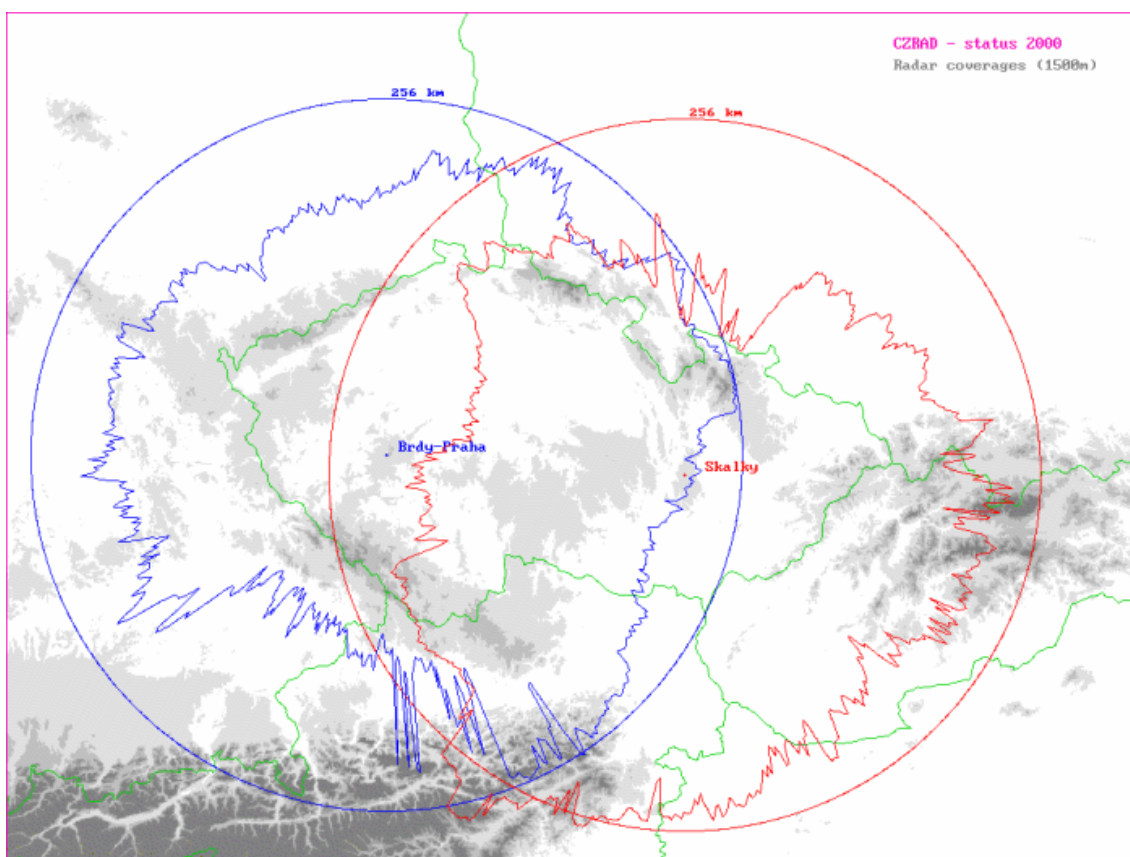 CZRAD - status 2000
Radar coverages (1500m)
256 km
256 km
Brdy-Praha
Skalky